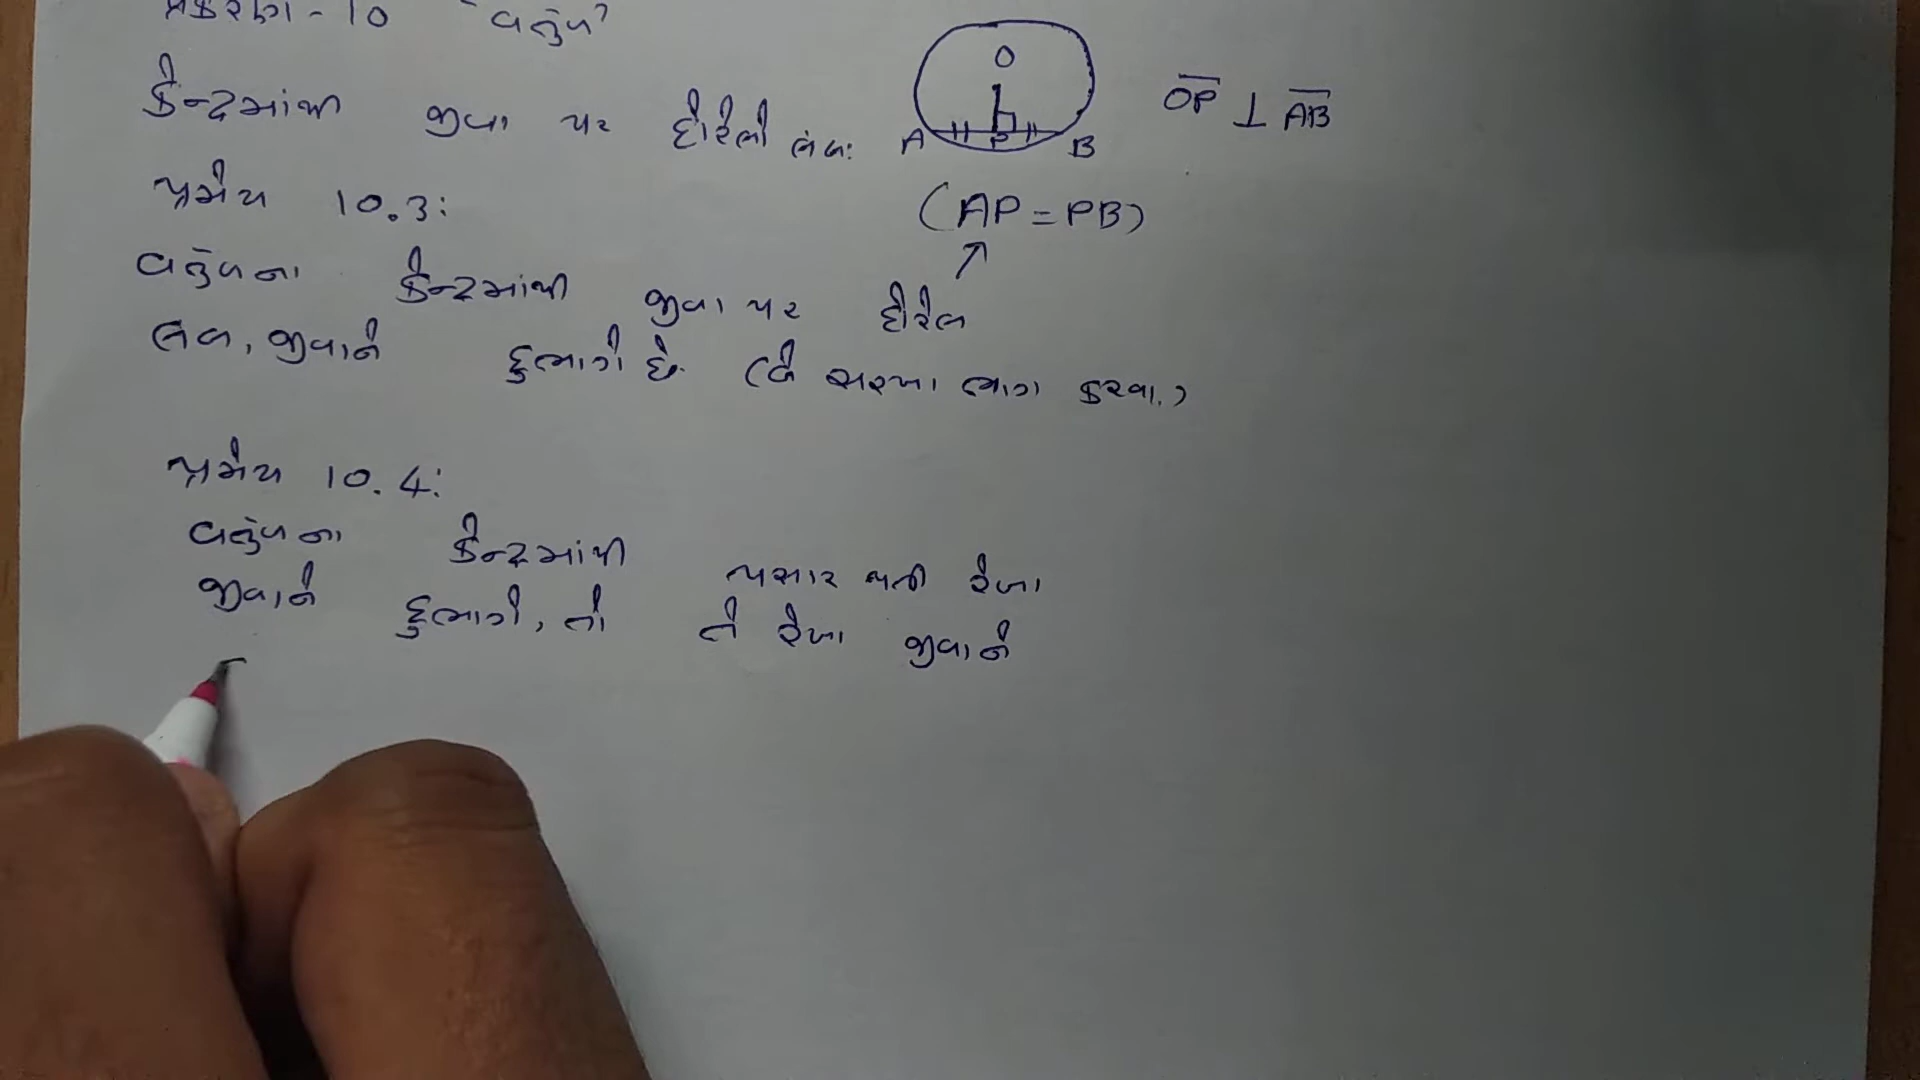 પ્રકરણ - 10 "વર્તુળ"
કેન્દ્રમાંથી જીવા પર દોરેલો લંબ:
O
A P B
OP ⊥ AB
પ્રમેય 10.3:
(AP = PB)
વર્તુળના કેન્દ્રમાંથી જીવા પર દોરેલ
લંબ, જીવાને દુભાગે છે. (બે સરખા ભાગ કરવા.)
પ્રમેય 10.4:
વર્તુળના કેન્દ્રમાંથી પસાર થતી રેખા
જીવાને દુભાગે, તો તે રેખા જીવાને